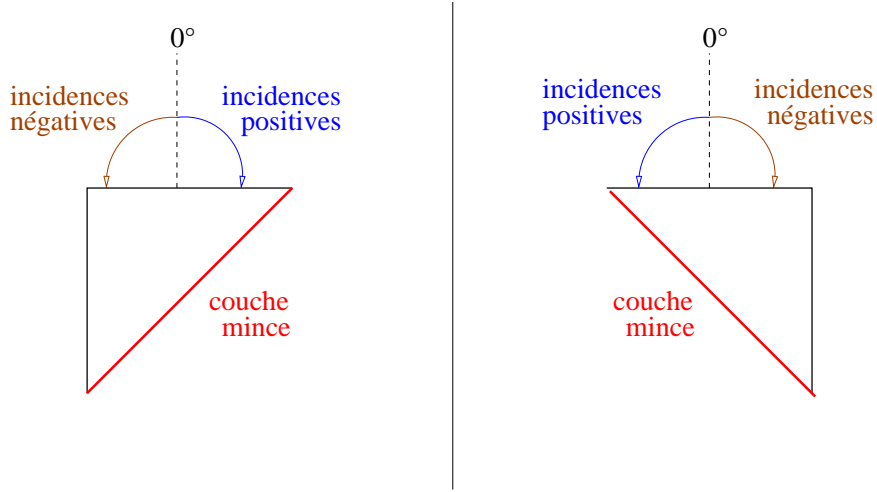 0°
incidences
négatives
incidences
positives
couche
mince
0°
incidences
positives
incidences
négatives
couche
mince